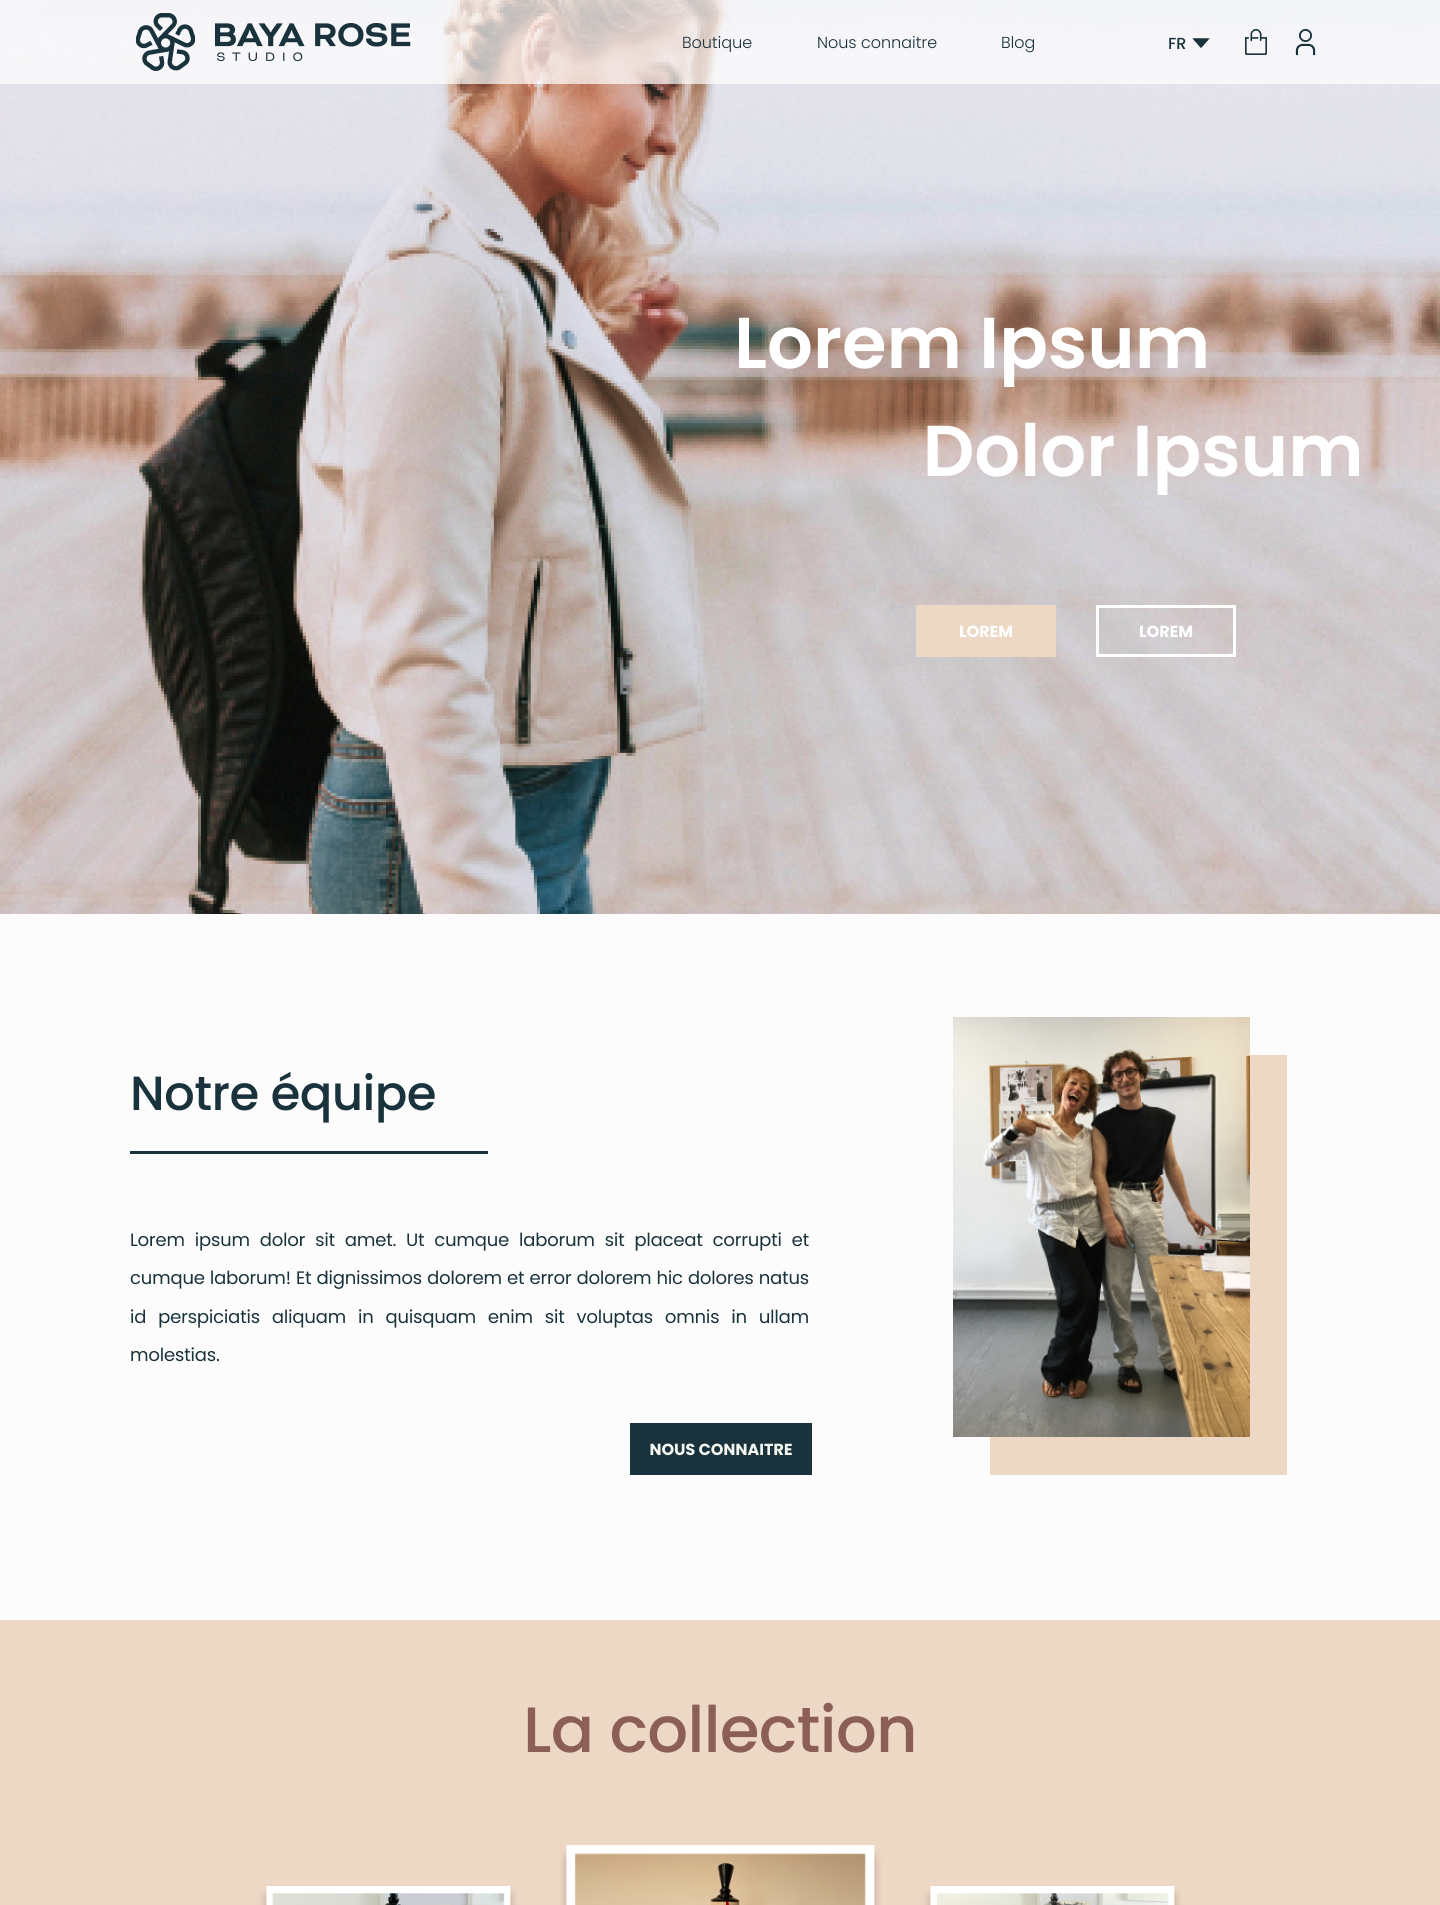 BAYA ROSE
STUDIO
Boutique
Nous connaitre
Blog
FR
Lorem Ipsum
Dolor Ipsum
LOREM
LOREM
Notre équipe
Lorem ipsum dolor sit amet. Ut cumque laborum sit placeat corrupti et
cumque laborum! Et dignissimos dolorem et error dolorem hic dolores natus
id perspiciatis aliquam in quisquam enim sit voluptas omnis in ullam
molestias.
NOUS CONNAITRE
La collection